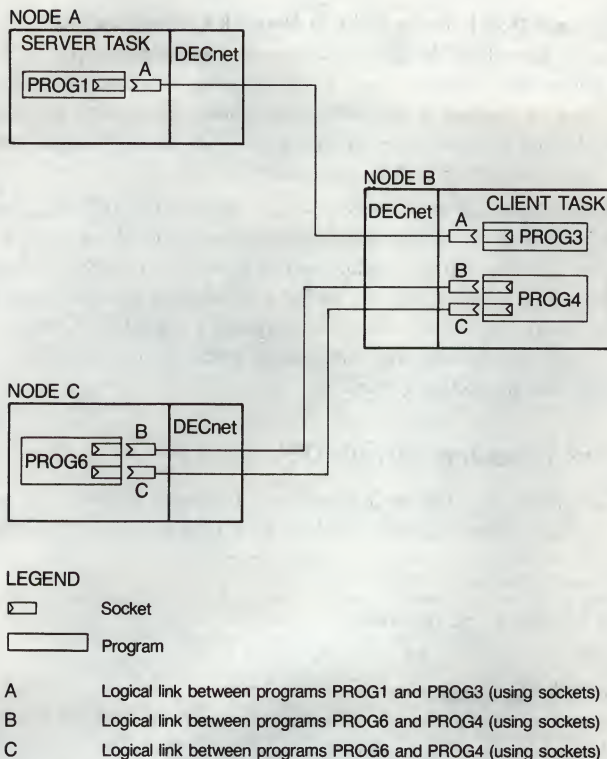 NODE A
SERVER TASK
DECnet
PROG1
A
NODE B
DECnet
CLIENT TASK
A
PROG3
B
PROG4
C
NODE C
DECnet
B
PROG6
C
LEGEND
Socket
Program
A Logical link between programs PROG1 and PROG3 (using sockets)
B Logical link between programs PROG6 and PROG4 (using sockets)
C Logical link between programs PROG6 and PROG4 (using sockets)